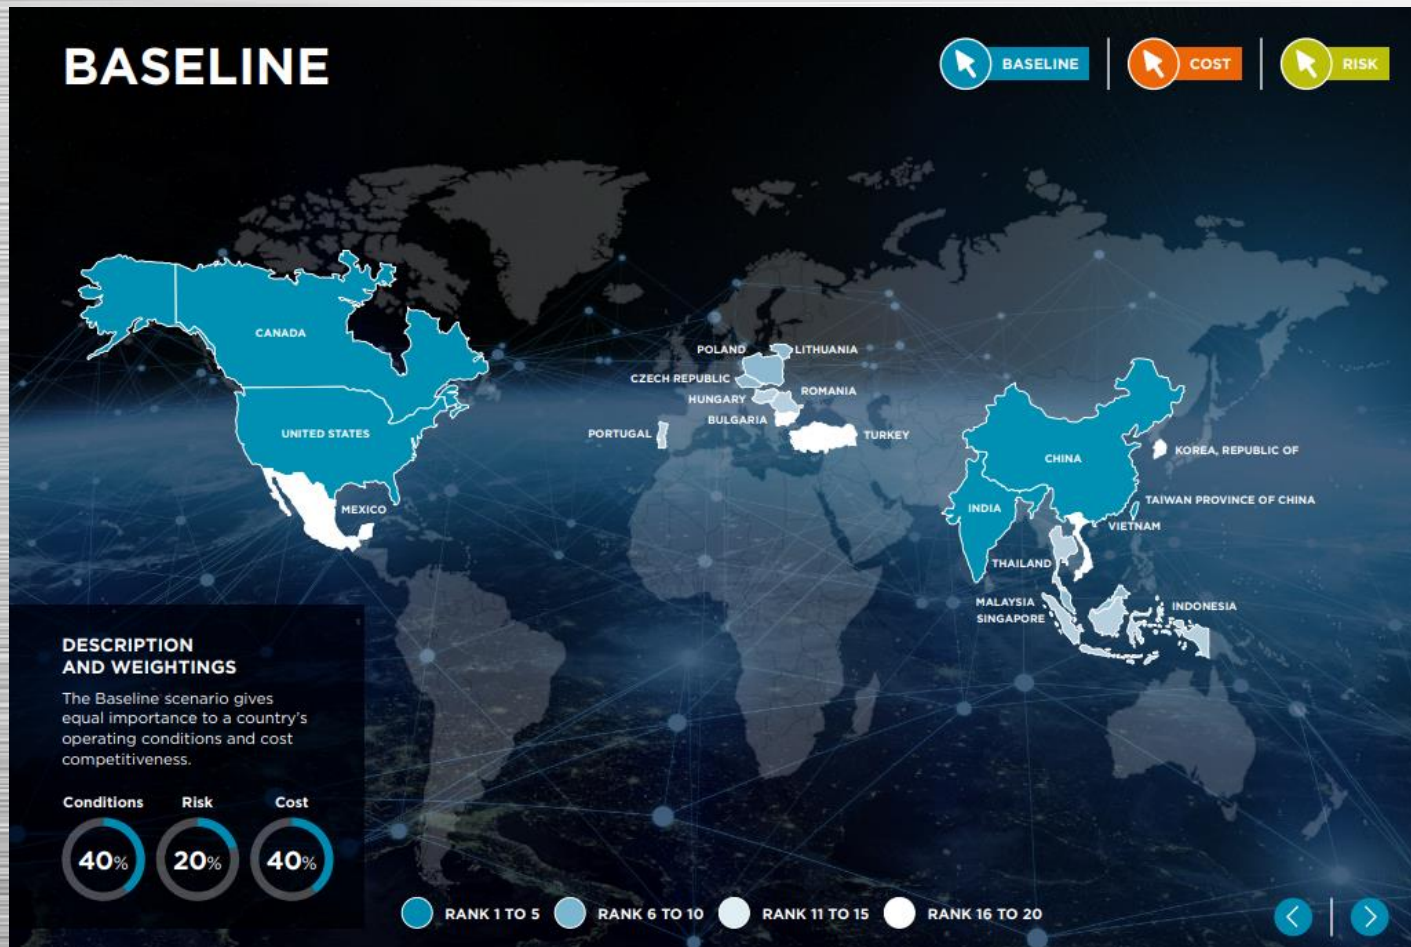 BASELINE
BASELINE
COST
RISK
CANADA
UNITED STATES
MEXICO
POLAND
LITHUANIA
CZECH REPUBLIC
ROMANIA
HUNGARY
BULGARIA
PORTUGAL
TURKEY
CHINA
KOREA, REPUBLIC OF
INDIA
TAIWAN PROVINCE OF CHINA
VIETNAM
THAILAND
MALAYSIA
SINGAPORE
INDONESIA
DESCRIPTION
AND WEIGHTINGS
The Baseline scenario gives
equal importance to a country's
operating conditions and cost
competitiveness.
Conditions Risk Cost
40% 20% 40%
RANK 1 TO 5 RANK 6 TO 10 RANK 11 TO 15 RANK 16 TO 20